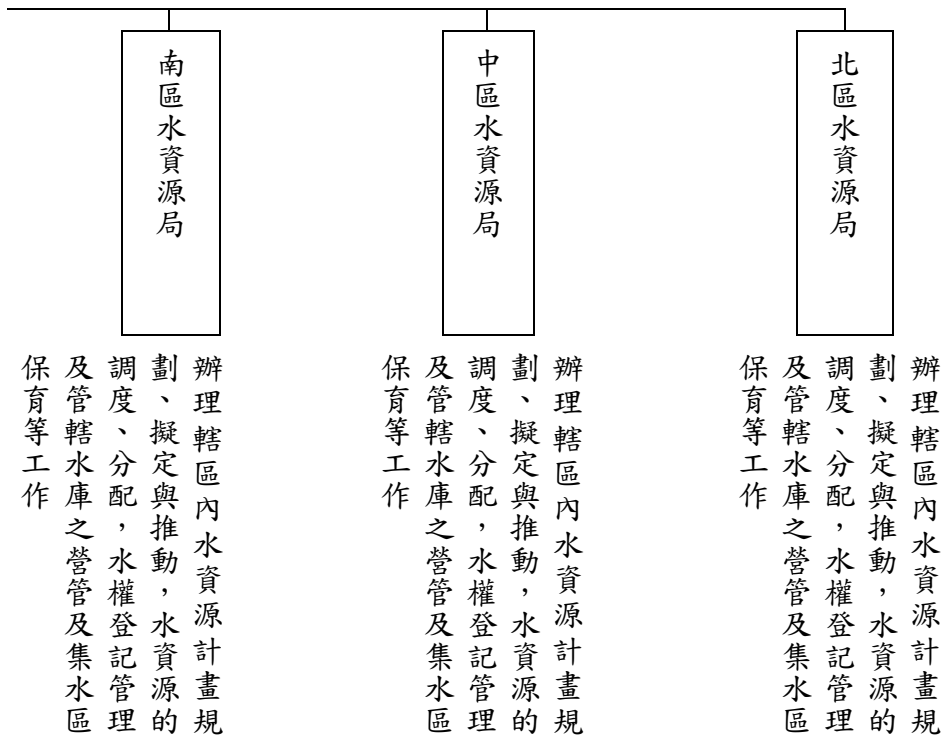 北區水資源局
辦理轄區內水資源計畫規
劃、擬定與推動，水資源的
調度、分配，水權登記管理
及管轄水庫之營管及集水區
保育等工作
中區水資源局
辦理轄區內水資源計畫規
劃、擬定與推動，水資源的
調度、分配，水權登記管理
及管轄水庫之營管及集水區
保育等工作
南區水資源局
辦理轄區內水資源計畫規
劃、擬定與推動，水資源的
調度、分配，水權登記管理
及管轄水庫之營管及集水區
保育等工作